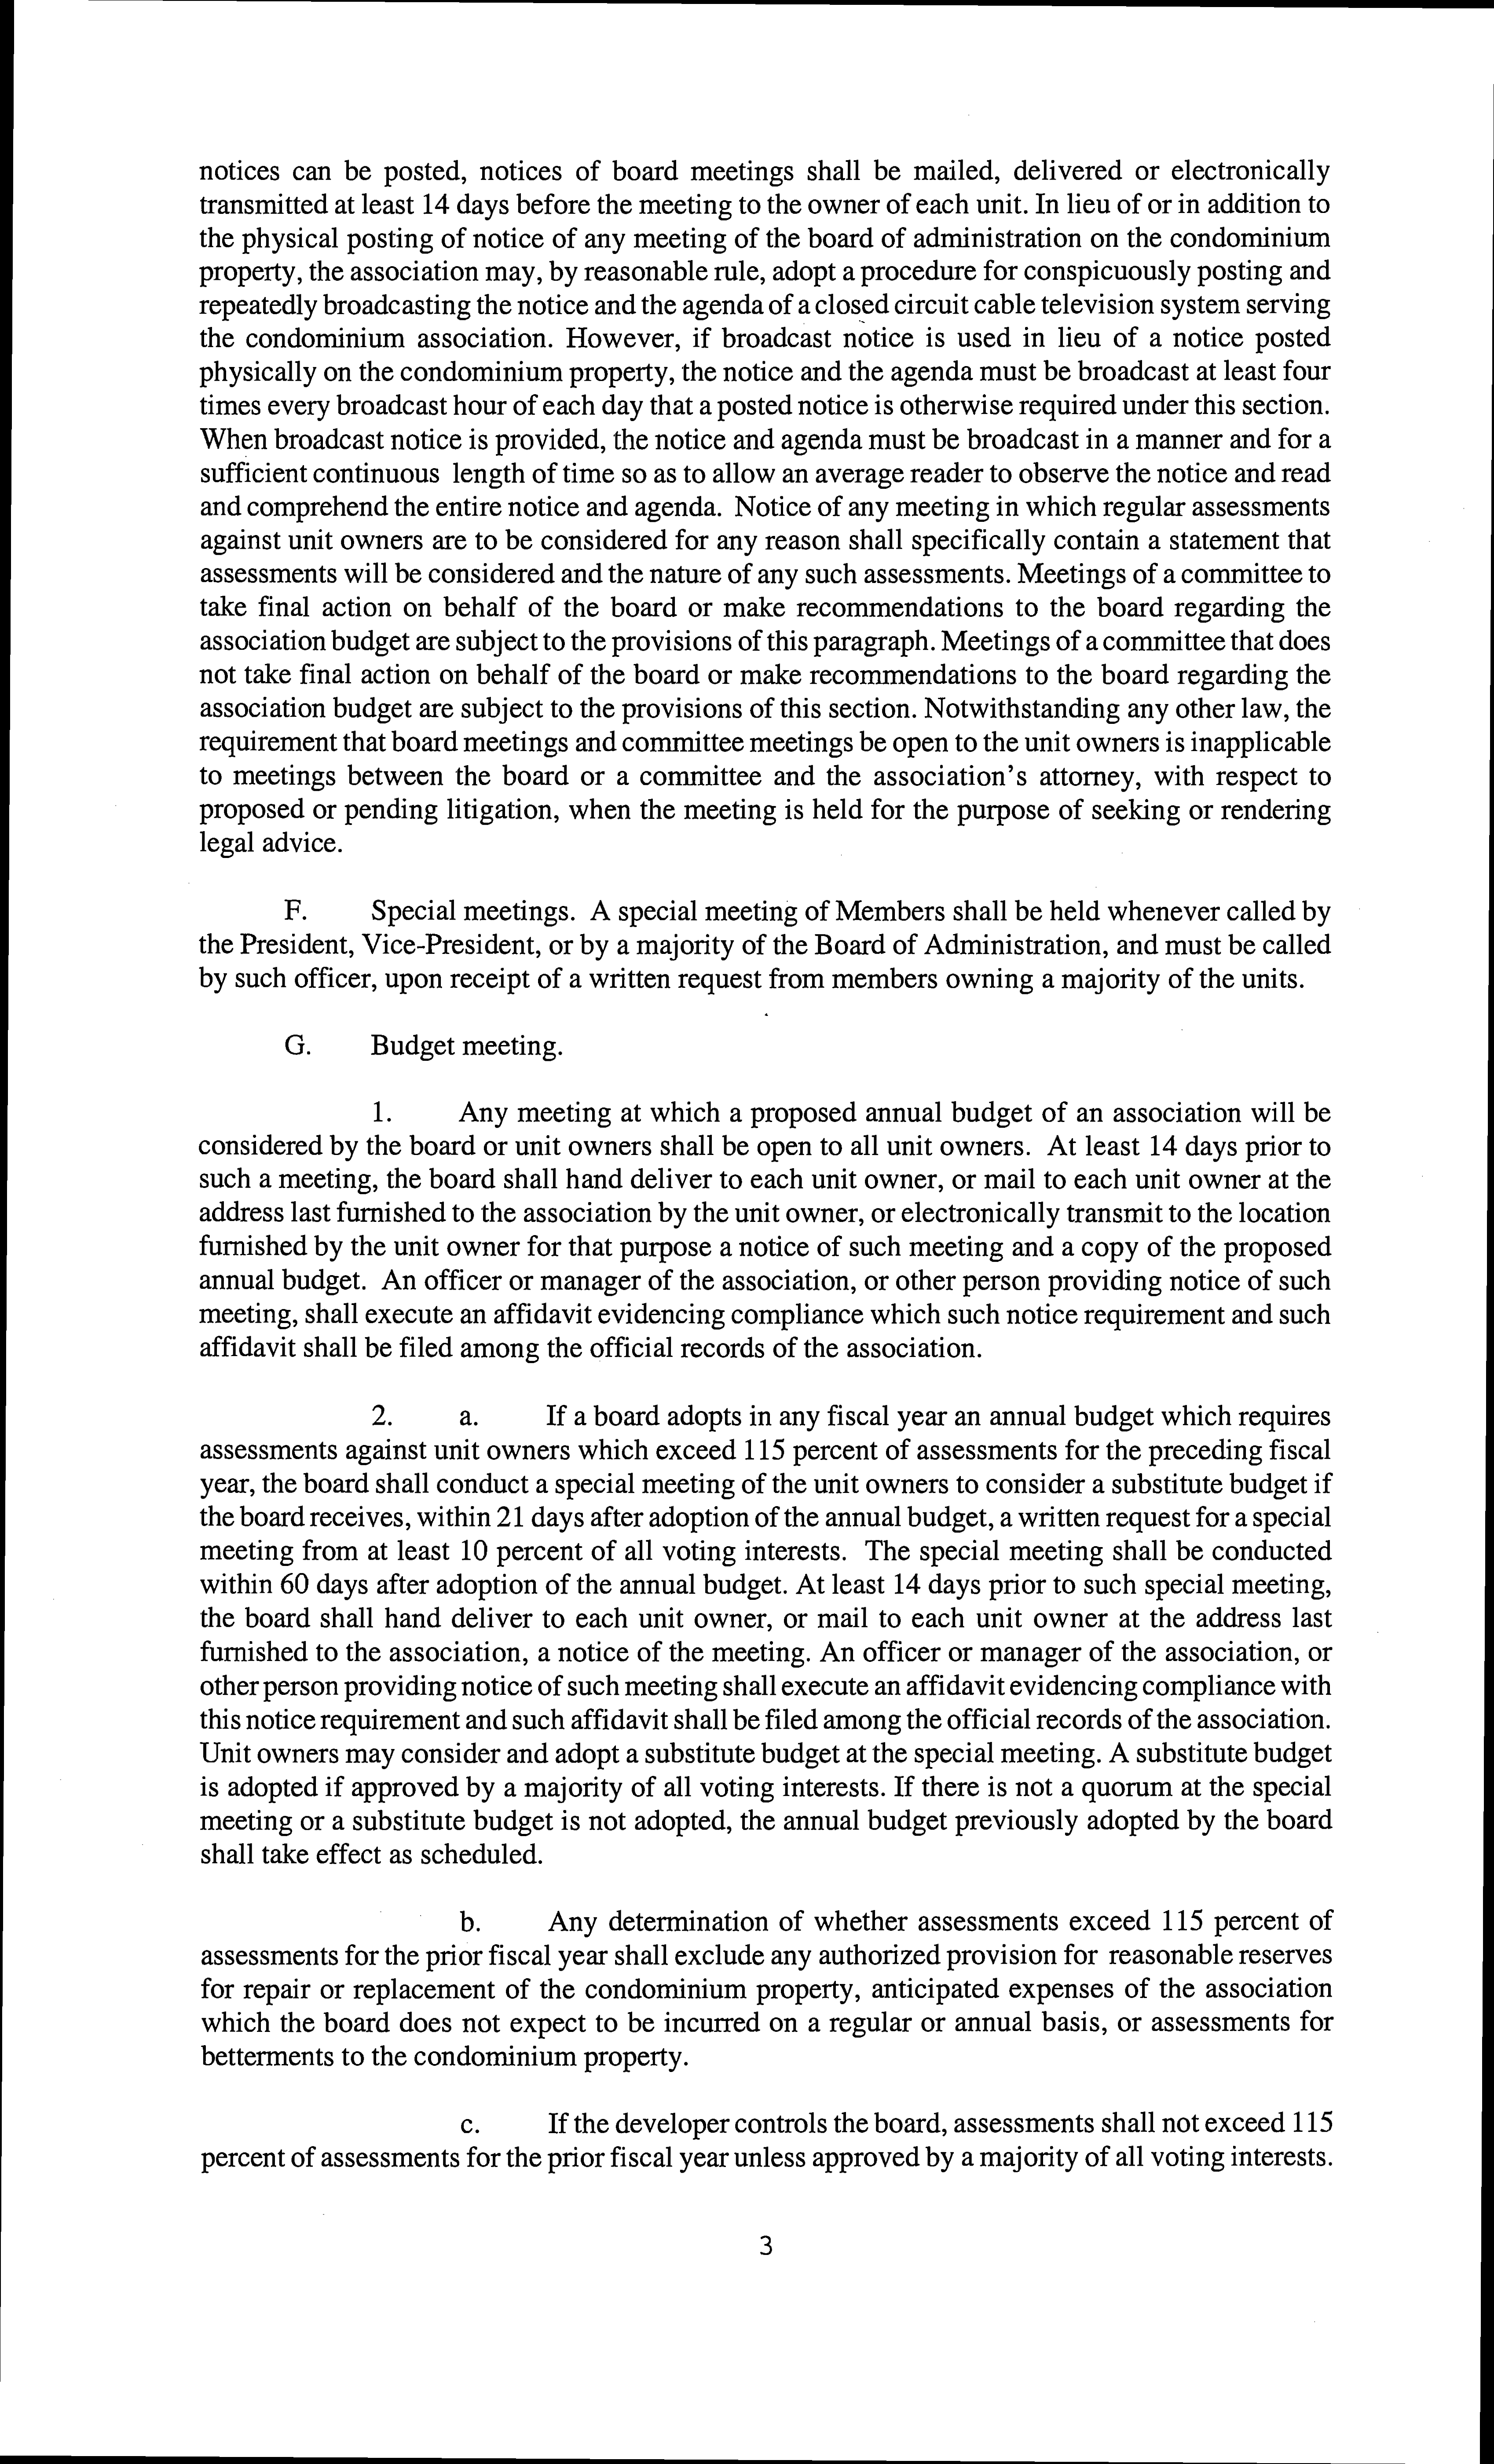 notices can be posted, notices of board meetings shall be mailed, delivered or electronically
transmitted at least 14 days before the meeting to the owner of each unit. In lieu of or in addition to
the physical posting of notice of any meeting of the board of administration on the condominium
property, the association may, by reasonable rule, adopt a procedure for conspicuously posting and
repeatedly broadcasting the notice and the agenda of a closed circuit cable television system serving
the condominium association. However, if broadcast notice is used in lieu of a notice posted
physically on the condominium property, the notice and the agenda must be broadcast at least four
times every broadcast hour of each day that a posted notice is otherwise required under this section.
When broadcast notice is provided, the notice and agenda must be broadcast in a manner and for a
sufficient continuous length of time so as to allow an average reader to observe the notice and read
and comprehend the entire notice and agenda. Notice of any meeting in which regular assessments
against unit owners are to be considered for any reason shall specifically contain a statement that
assessments will be considered and the nature of any such assessments. Meetings of a committee to
take final action on behalf of the board or make recommendations to the board regarding the
association budget are subject to the provisions of this paragraph. Meetings of a committee that does
not take final action on behalf of the board or make recommendations to the board regarding the
association budget are subject to the provisions of this section. Notwithstanding any other law, the
requirement that board meetings and committee meetings be open to the unit owners is inapplicable
to meetings between the board or a committee and the association's attorney, with respect to
proposed or pending litigation, when the meeting is held for the purpose of seeking or rendering
legal advice.
F. Special meetings. A special meeting of Members shall be held whenever called by
the President, Vice-President, or by a majority of the Board of Administration, and must be called
by such officer, upon receipt of a written request from members owning a majority of the units.
G. Budget meeting.
1. Any meeting at which a proposed annual budget of an association will be
considered by the board or unit owners shall be open to all unit owners. At least 14 days prior to
such a meeting, the board shall hand deliver to each unit owner, or mail to each unit owner at the
address last furnished to the association by the unit owner, or electronically transmit to the location
furnished by the unit owner for that purpose a notice of such meeting and a copy of the proposed
annual budget. An officer or manager of the association, or other person providing notice of such
meeting, shall execute an affidavit evidencing compliance which such notice requirement and such
affidavit shall be filed among the official records of the association.
2. a. If a board adopts in any fiscal year an annual budget which requires
assessments against unit owners which exceed 115 percent of assessments for the preceding fiscal
year, the board shall conduct a special meeting of the unit owners to consider a substitute budget if
the board receives, within 21 days after adoption of the annual budget, a written request for a special
meeting from at least 10 percent of all voting interests. The special meeting shall be conducted
within 60 days after adoption of the annual budget. At least 14 days prior to such special meeting,
the board shall hand deliver to each unit owner, or mail to each unit owner at the address last
furnished to the association, a notice of the meeting. An officer or manager of the association, or
other person providing notice of such meeting shall execute an affidavit evidencing compliance with
this notice requirement and such affidavit shall be filed among the official records of the association.
Unit owners may consider and adopt a substitute budget at the special meeting. A substitute budget
is adopted if approved by a majority of all voting interests. If there is not a quorum at the special
meeting or a substitute budget is not adopted, the annual budget previously adopted by the board
shall take effect as scheduled.
b. Any determination of whether assessments exceed 115 percent of
assessments for the prior fiscal year shall exclude any authorized provision for reasonable reserves
for repair or replacement of the condominium property, anticipated expenses of the association
which the board does not expect to be incurred on a regular or annual basis, or assessments for
betterments to the condominium property.
c. If the developer controls the board, assessments shall not exceed 115
percent of assessments for the prior fiscal year unless approved by a majority of all voting interests.
3